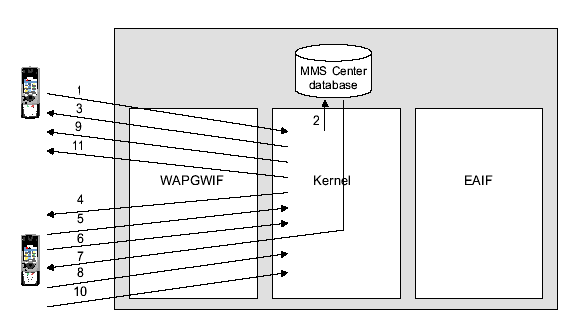 MMS Center
database
1
3
9
11
2
WAPGWIF
Kernel
EAIF
4
5
6
7
8
10